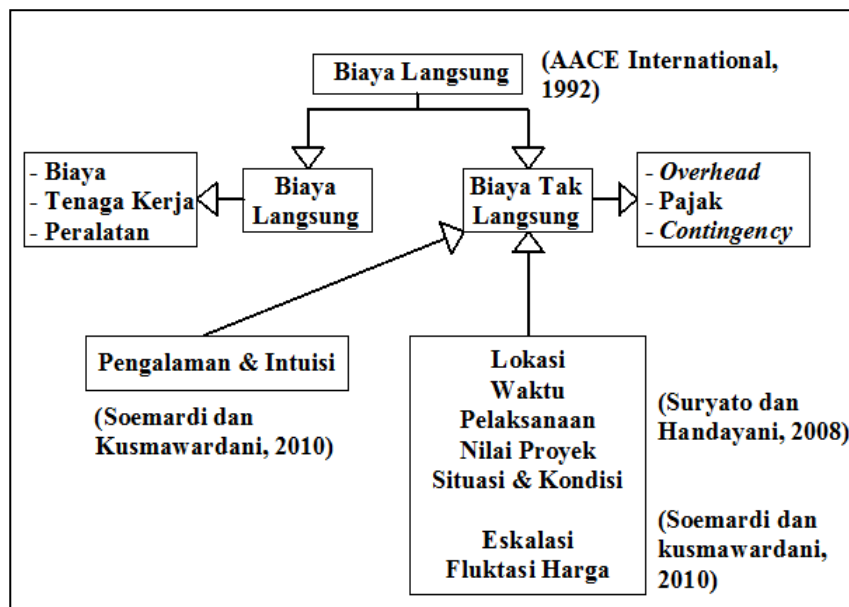 Biaya Langsung
(AACE International,
1992)
- Biaya
- Tenaga Kerja
- Peralatan
Biaya
Langsung
Biaya Tak
Langsung
- Overhead
- Pajak
- Contingency
Pengalaman & Intuisi
(Soemardi dan
Kusmawardani, 2010)
Lokasi
Waktu
Pelaksanaan
Nilai Proyek
Situasi & Kondisi
Eskalasi
Fluktasi Harga
(Suryato dan
Handayani, 2008)
(Soemardi dan
kusmawardani,
2010)